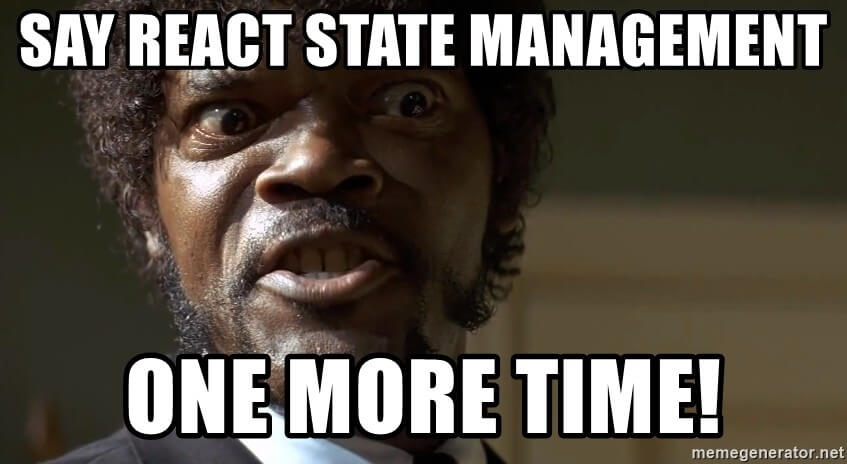 SAY REACT STATE MANAGEMENT
ONE MORE TIME!
memegenerator.net